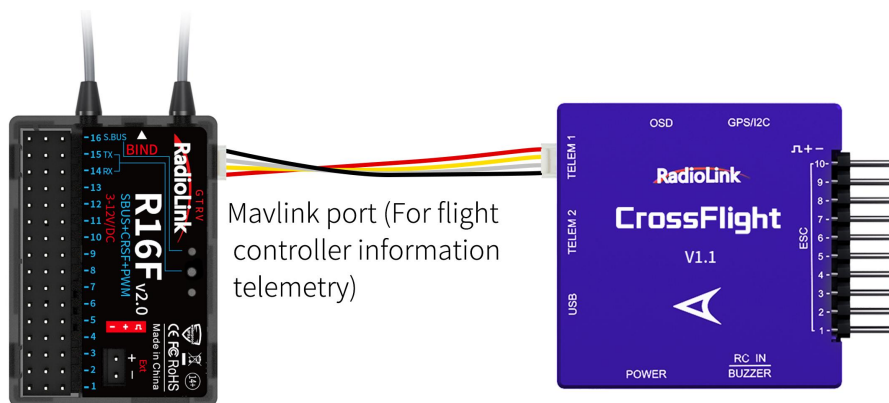 16 S.BUS
15 TX
14 RX
13
12
11
10
9
8
7
6
5
4
3
2
1
BIND
RadioLink
GTRV
R16F v2.0
SBUS+CRSF+PWM
3-12V/DC
- +
Ext
+
-
CE FC RoHS
Made in China
14+
Mavlink port (For flight
controller information
telemetry)
OSD
GPS/I2C
TELEM 1
TELEM 2
USB
RadioLink
CrossFlight
V1.1
POWER
RC IN
BUZZER
ESC
+ -
10
9
8
7
6
5
4
3
2
1